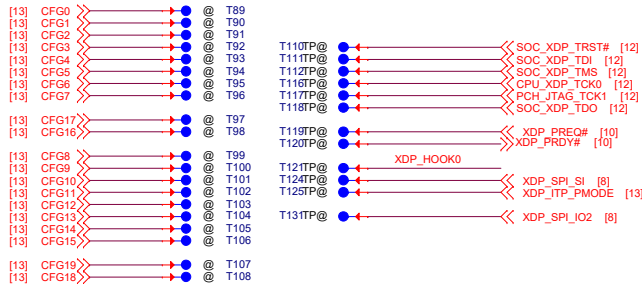 [13] CFG0 @ T89
[13] CFG1 @ T90
[13] CFG2 @ T91
[13] CFG3 @ T92
[13] CFG4 @ T93
[13] CFG5 @ T94
[13] CFG6 @ T95
[13] CFG7 @ T96
[13] CFG17 @ T97
[13] CFG16 @ T98
[13] CFG8 @ T99
[13] CFG9 @ T100
[13] CFG10 @ T101
[13] CFG11 @ T102
[13] CFG12 @ T103
[13] CFG13 @ T104
[13] CFG14 @ T105
[13] CFG15 @ T106
[13] CFG19 @ T107
[13] CFG18 @ T108
T110TP@ SOC_XDP_TRST# [12]
T111TP@ SOC_XDP_TDI [12]
T112TP@ SOC_XDP_TMS [12]
T116TP@ CPU_XDP_TCK0 [12]
T117TP@ PCH_JTAG_TCK1 [12]
T118TP@ SOC_XDP_TDO [12]
T119TP@ XDP_PREQ# [10]
T120TP@ XDP_PRDY# [10]
T121TP@ XDP_HOOK0
T124TP@ XDP_SPI_SI [8]
T125TP@ XDP_ITP_PMODE [13]
T131TP@ XDP_SPI_IO2 [8]